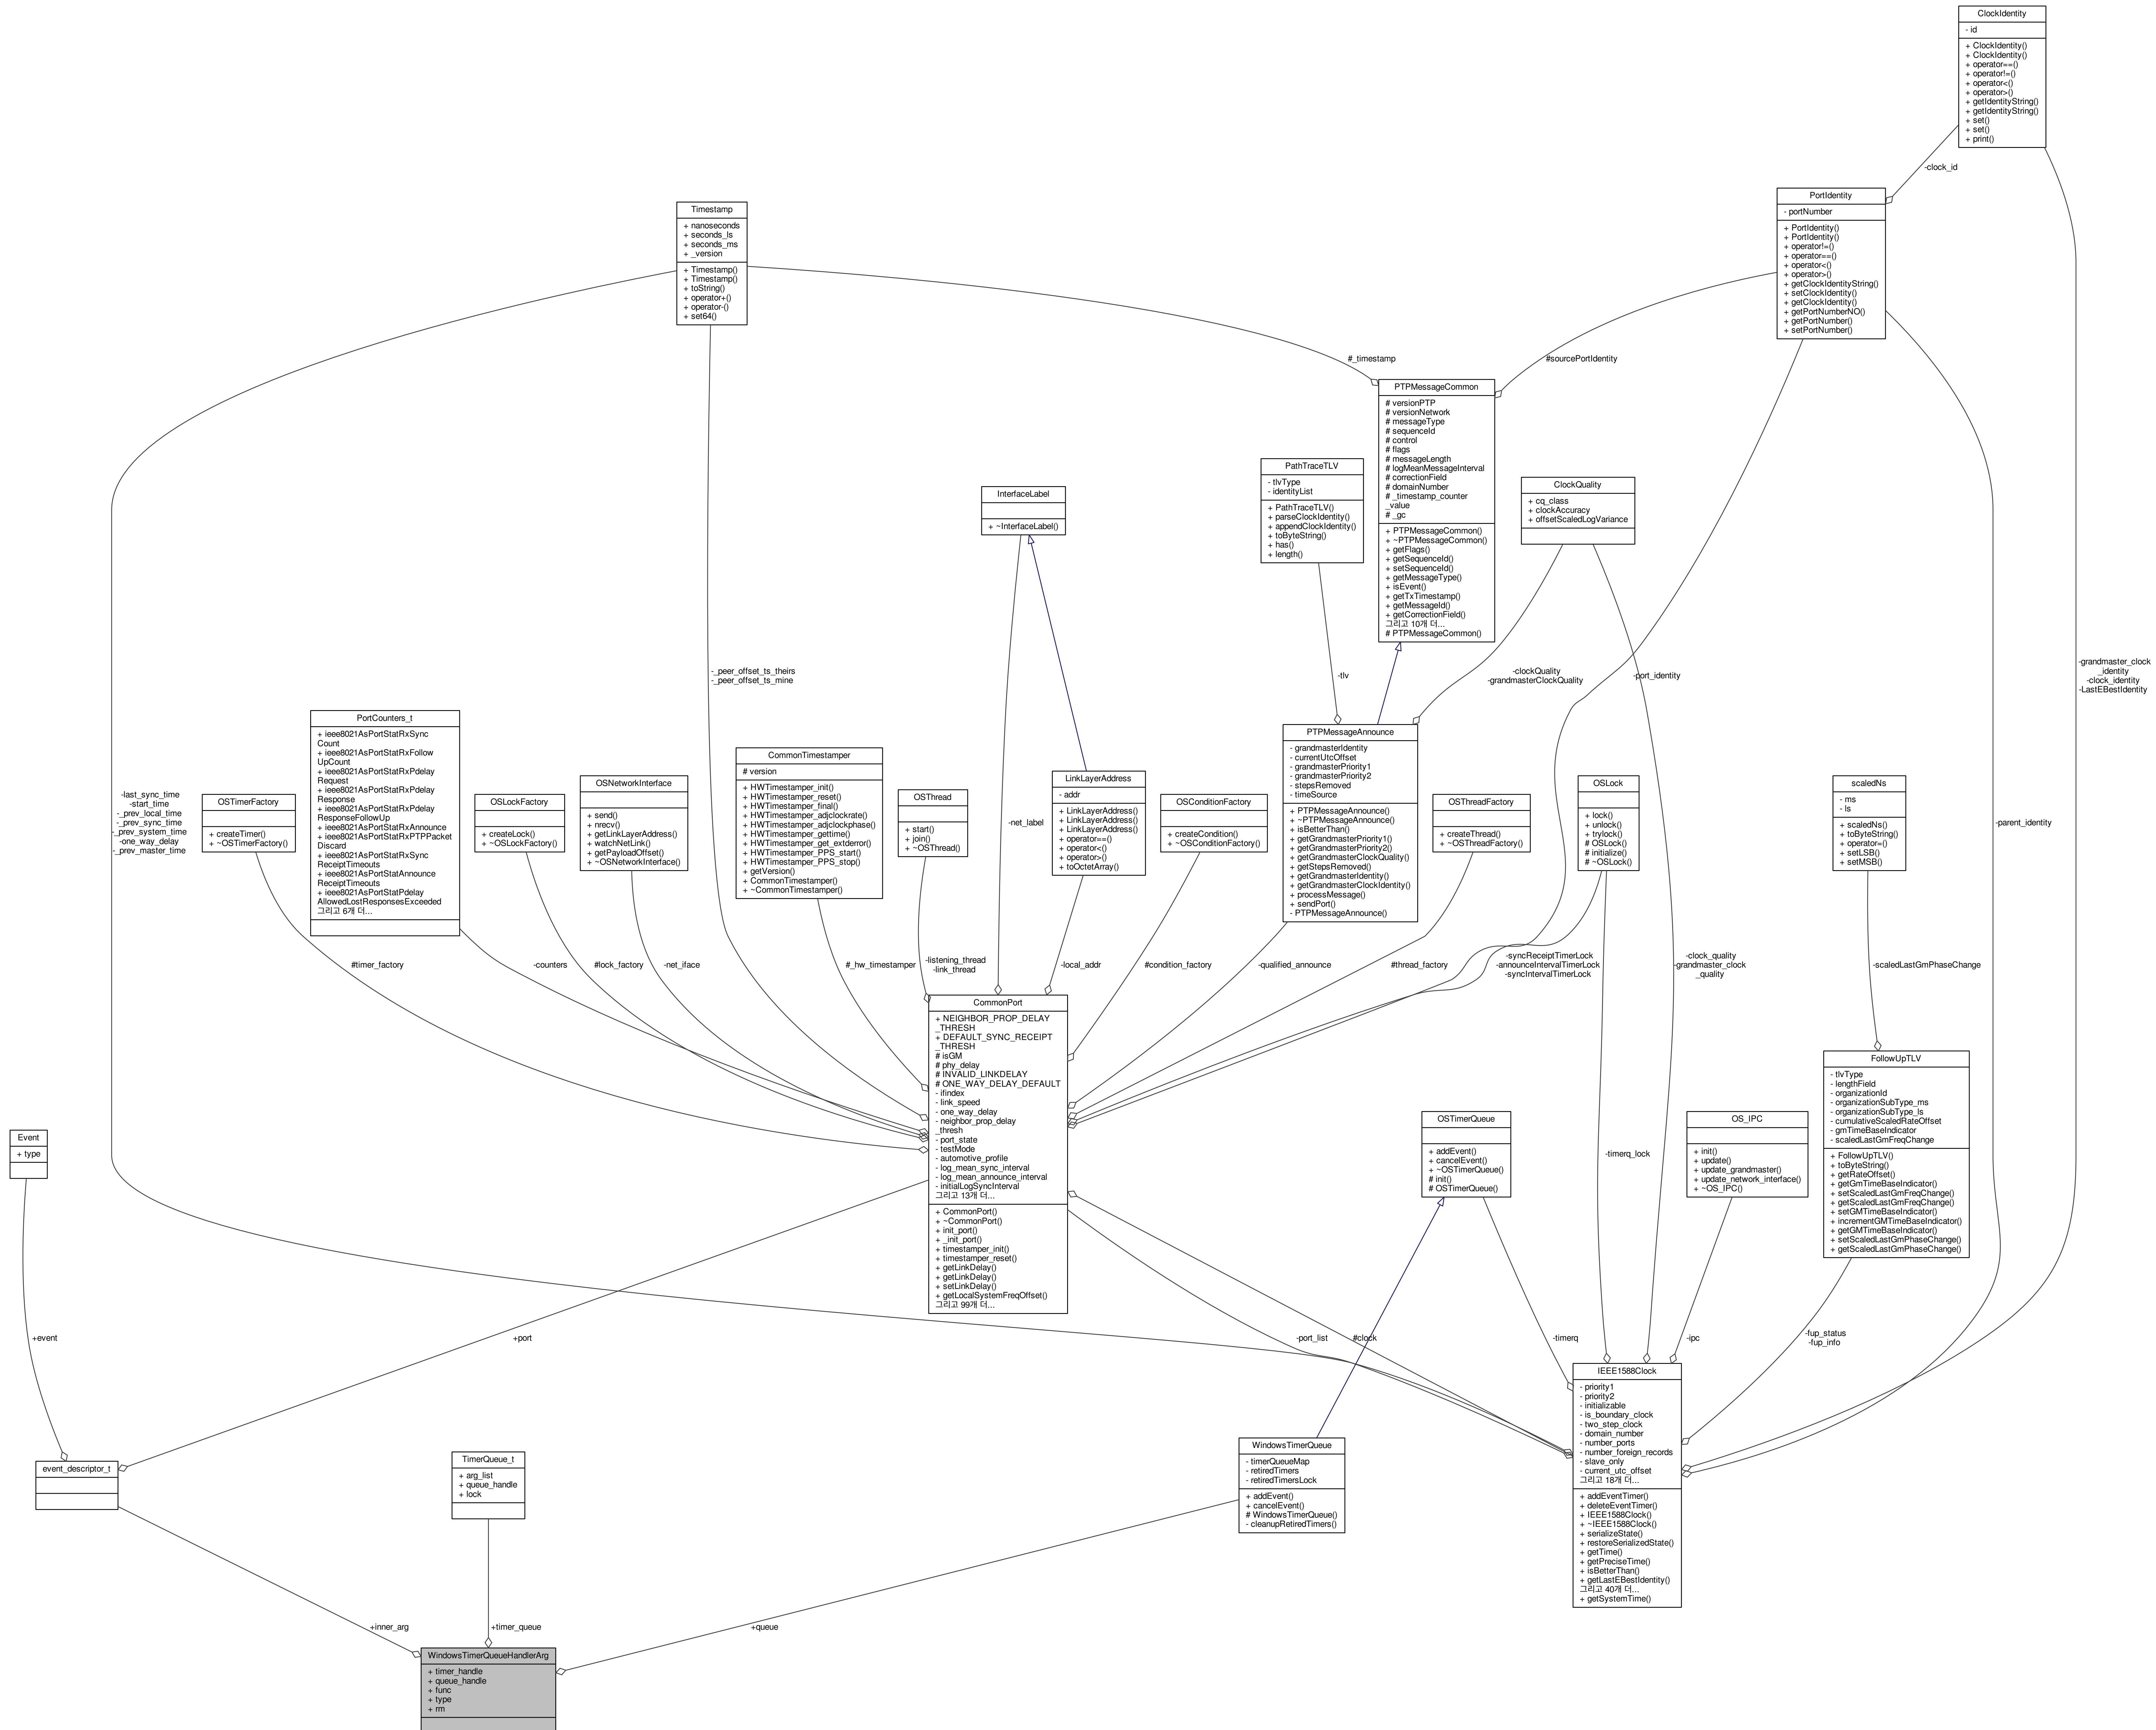 ClockIdentity
- id
+ ClockIdentity()
+ ClockIdentity()
+ operator==()
+ operator!=()
+ operator<()
+ operator>()
+ getIdentityString()
+ getIdentityString()
+ set()
+ set()
+ print()
-clock_id
PortIdentity
- portNumber
+ PortIdentity()
+ PortIdentity()
+ operator!=()
+ operator==()
+ operator<()
+ operator>()
+ getClockIdentityString()
+ setClockIdentity()
+ getClockIdentity()
+ getPortNumberNO()
+ getPortNumber()
+ setPortNumber()
Timestamp
+ nanoseconds
+ seconds_ls
+ seconds_ms
+ _version
+ Timestamp()
+ Timestamp()
+ toString()
+ operator+()
+ operator-()
+ set64()
#_timestamp
#sourcePortIdentity
PTPMessageCommon
# versionPTP
# versionNetwork
# messageType
# sequenceId
# control
# flags
# messageLength
# logMeanMessageInterval
# correctionField
# domainNumber
# _timestamp_counter
_value
# _gc
+ PTPMessageCommon()
+ ~PTPMessageCommon()
+ getFlags()
+ getSequenceId()
+ setSequenceId()
+ getMessageType()
+ isEvent()
+ getTxTimestamp()
+ getMessageId()
+ getCorrectionField()
그리고 10개 더...
# PTPMessageCommon()
PathTraceTLV
- tlvType
- identityList
+ PathTraceTLV()
+ parseClockIdentity()
+ appendClockIdentity()
+ toByteString()
+ has()
+ length()
ClockQuality
+ cq_class
+ clockAccuracy
+ offsetScaledLogVariance
InterfaceLabel
+ ~InterfaceLabel()
-_peer_offset_ts_theirs
-_peer_offset_ts_mine
-tlv
-clockQuality
-grandmasterClockQuality
-port_identity
-grandmaster_clock
_identity
-clock_identity
-LastEBestIdentity
PortCounters_t
+ ieee8021AsPortStatRxSync
Count
+ ieee8021AsPortStatRxFollow
UpCount
+ ieee8021AsPortStatRxPdelay
Request
+ ieee8021AsPortStatRxPdelay
Response
+ ieee8021AsPortStatRxPdelay
ResponseFollowUp
+ ieee8021AsPortStatRxAnnounce
+ ieee8021AsPortStatRxPTPPacket
Discard
+ ieee8021AsPortStatRxSync
ReceiptTimeouts
+ ieee8021AsPortStatAnnounce
ReceiptTimeouts
+ ieee8021AsPortStatPdelay
AllowedLostResponsesExceeded
그리고 6개 더...
-last_sync_time
-start_time
-_prev_local_time
-_prev_sync_time
-_prev_system_time
-one_way_delay
-_prev_master_time
OSTimerFactory
+ createTimer()
+ ~OSTimerFactory()
OSLockFactory
+ createLock()
+ ~OSLockFactory()
OSNetworkInterface
+ send()
+ nrecv()
+ getLinkLayerAddress()
+ watchNetLink()
+ getPayloadOffset()
+ ~OSNetworkInterface()
CommonTimestamper
# version
+ HWTimestamper_init()
+ HWTimestamper_reset()
+ HWTimestamper_final()
+ HWTimestamper_adjclockrate()
+ HWTimestamper_adjclockphase()
+ HWTimestamper_gettime()
+ HWTimestamper_get_extderror()
+ HWTimestamper_PPS_start()
+ HWTimestamper_PPS_stop()
+ getVersion()
+ CommonTimestamper()
+ ~CommonTimestamper()
OSThread
+ start()
+ join()
+ ~OSThread()
-net_label
LinkLayerAddress
- addr
+ LinkLayerAddress()
+ LinkLayerAddress()
+ LinkLayerAddress()
+ operator==()
+ operator<()
+ operator>()
+ toOctetArray()
OSConditionFactory
+ createCondition()
+ ~OSConditionFactory()
PTPMessageAnnounce
- grandmasterIdentity
- currentUtcOffset
- grandmasterPriority1
- grandmasterPriority2
- stepsRemoved
- timeSource
+ PTPMessageAnnounce()
+ ~PTPMessageAnnounce()
+ isBetterThan()
+ getGrandmasterPriority1()
+ getGrandmasterPriority2()
+ getGrandmasterClockQuality()
+ getStepsRemoved()
+ getGrandmasterIdentity()
+ getGrandmasterClockIdentity()
+ processMessage()
+ sendPort()
- PTPMessageAnnounce()
OSThreadFactory
+ createThread()
+ ~OSThreadFactory()
OSLock
+ lock()
+ unlock()
+ trylock()
# OSLock()
# initialize()
# ~OSLock()
scaledNs
- ms
- ls
+ scaledNs()
+ toByteString()
+ operator=()
+ setLSB()
+ setMSB()
-parent_identity
#timer_factory
-counters
#lock_factory
-net_iface
#_hw_timestamper
-listening_thread
-link_thread
-local_addr
#condition_factory
-qualified_announce
#thread_factory
-syncReceiptTimerLock
-announceIntervalTimerLock
-syncIntervalTimerLock
-clock_quality
-grandmaster_clock
_quality
-scaledLastGmPhaseChange
CommonPort
+ NEIGHBOR_PROP_DELAY
_THRESH
+ DEFAULT_SYNC_RECEIPT
_THRESH
# isGM
# phy_delay
# INVALID_LINKDELAY
# ONE_WAY_DELAY_DEFAULT
- ifindex
- link_speed
- one_way_delay
- neighbor_prop_delay
_thresh
- port_state
- testMode
- automotive_profile
- log_mean_sync_interval
- log_mean_announce_interval
- initialLogSyncInterval
그리고 13개 더...
+ CommonPort()
+ ~CommonPort()
+ init_port()
+ _init_port()
+ timestamper_init()
+ timestamper_reset()
+ getLinkDelay()
+ getLinkDelay()
+ setLinkDelay()
+ getLocalSystemFreqOffset()
그리고 99개 더...
FollowUpTLV
- tlvType
- lengthField
- organizationId
- organizationSubType_ms
- organizationSubType_ls
- cumulativeScaledRateOffset
- gmTimeBaseIndicator
- scaledLastGmFreqChange
+ FollowUpTLV()
+ toByteString()
+ getRateOffset()
+ getGmTimeBaseIndicator()
+ setScaledLastGmFreqChange()
+ getScaledLastGmFreqChange()
+ setGMTimeBaseIndicator()
+ incrementGMTimeBaseIndicator()
+ getGMTimeBaseIndicator()
+ setScaledLastGmPhaseChange()
+ getScaledLastGmPhaseChange()
Event
+ type
OSTimerQueue
+ addEvent()
+ cancelEvent()
+ ~OSTimerQueue()
# init()
# OSTimerQueue()
-timerq_lock
OS_IPC
+ init()
+ update()
+ update_grandmaster()
+ update_network_interface()
+ ~OS_IPC()
+event
+port
-port_list
#clock
-timerq
-ipc
-fup_status
-fup_info
IEEE1588Clock
- priority1
- priority2
- initializable
- is_boundary_clock
- two_step_clock
- domain_number
- number_ports
- number_foreign_records
- slave_only
- current_utc_offset
그리고 18개 더...
+ addEventTimer()
+ deleteEventTimer()
+ IEEE1588Clock()
+ ~IEEE1588Clock()
+ serializeState()
+ restoreSerializedState()
+ getTime()
+ getPreciseTime()
+ isBetterThan()
+ getLastEBestIdentity()
그리고 40개 더...
+ getSystemTime()
event_descriptor_t
TimerQueue_t
+ arg_list
+ queue_handle
+ lock
WindowsTimerQueue
- timerQueueMap
- retiredTimers
- retiredTimersLock
+ addEvent()
+ cancelEvent()
# WindowsTimerQueue()
- cleanupRetiredTimers()
+inner_arg
+timer_queue
+queue
WindowsTimerQueueHandlerArg
+ timer_handle
+ queue_handle
+ func
+ type
+ rm